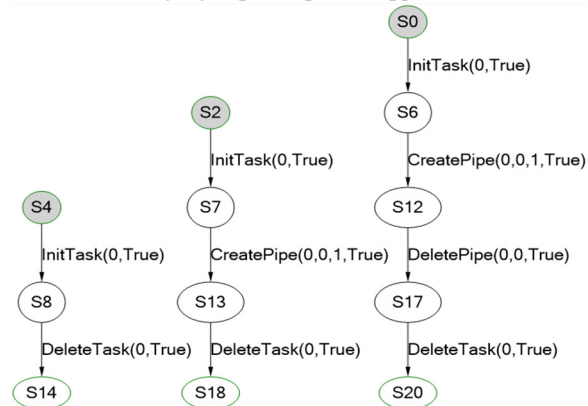 S0
InitTask(0,True)
S2
S6
InitTask(0,True)
CreatePipe(0,0,1,True)
S4
S7
S12
InitTask(0,True)
CreatePipe(0,0,1,True)
DeletePipe(0,0,True)
S8
S13
S17
DeleteTask(0,True)
DeleteTask(0,True)
DeleteTask(0,True)
S14
S18
S20